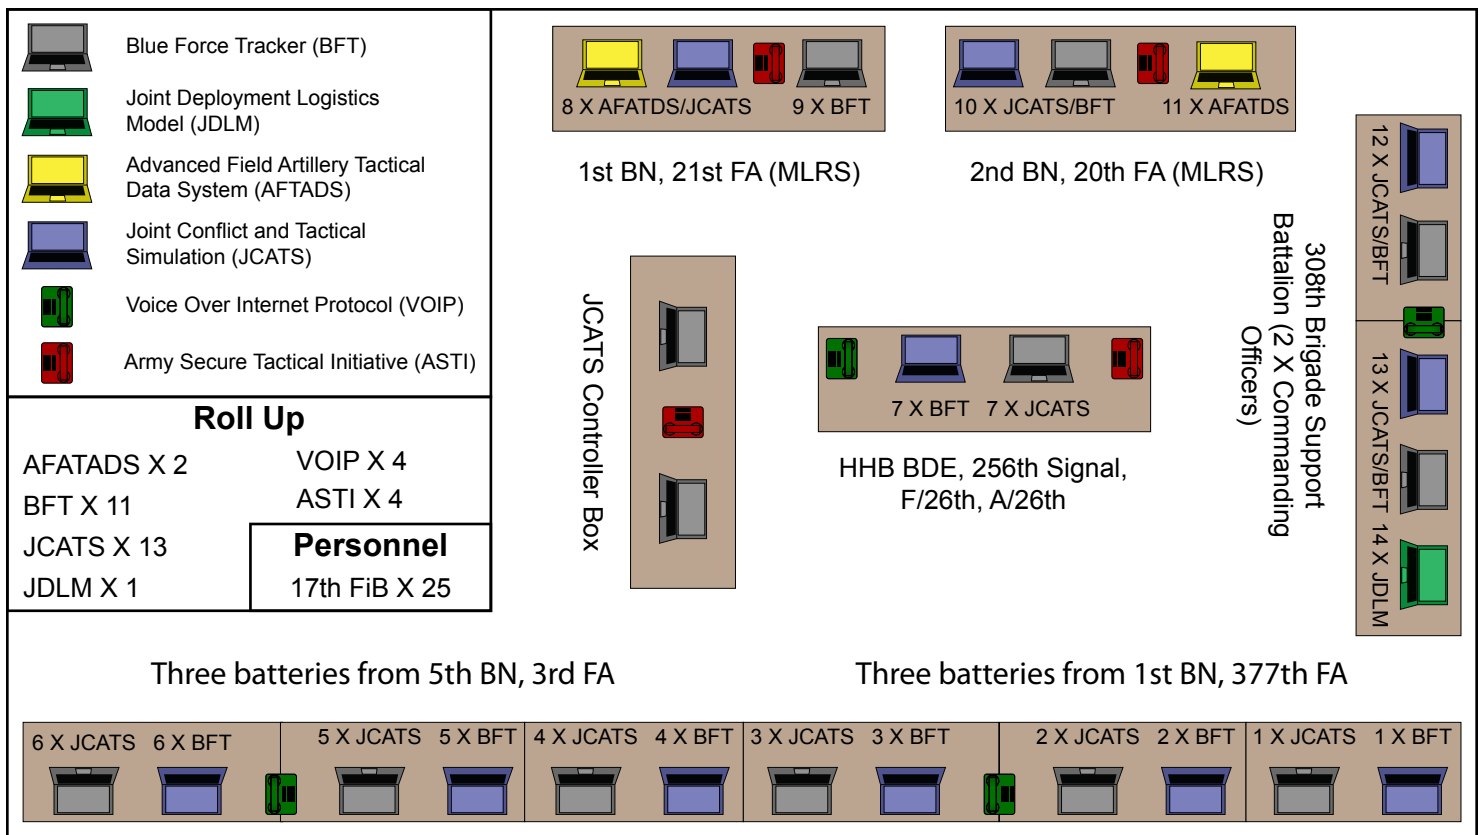 Blue Force Tracker (BFT)
Joint Deployment Logistics
Model (JDLM)
Advanced Field Artillery Tactical
Data System (AFTADS)
Joint Conflict and Tactical
Simulation (JCATS)
Voice Over Internet Protocol (VOIP)
Army Secure Tactical Initiative (ASTI)
Roll Up
AFATADS X 2
BFT X 11
JCATS X 13
JDLM X 1
VOIP X 4
ASTI X 4
Personnel
17th FiB X 25
8 X AFATDS/JCATS
9 X BFT
1st BN, 21st FA (MLRS)
10 X JCATS/BFT
11 X AFATDS
2nd BN, 20th FA (MLRS)
12 X JCATS/BFT
13 X JCATS/BFT
14 X JDLM
308th Brigade Support
Battalion (2 X Commanding
Officers)
JCATS Controller Box
7 X BFT
7 X JCATS
HHB BDE, 256th Signal,
F/26th, A/26th
Three batteries from 5th BN, 3rd FA
Three batteries from 1st BN, 377th FA
6 X JCATS
6 X BFT
5 X JCATS
5 X BFT
4 X JCATS
4 X BFT
3 X JCATS
3 X BFT
2 X JCATS
2 X BFT
1 X JCATS
1 X BFT